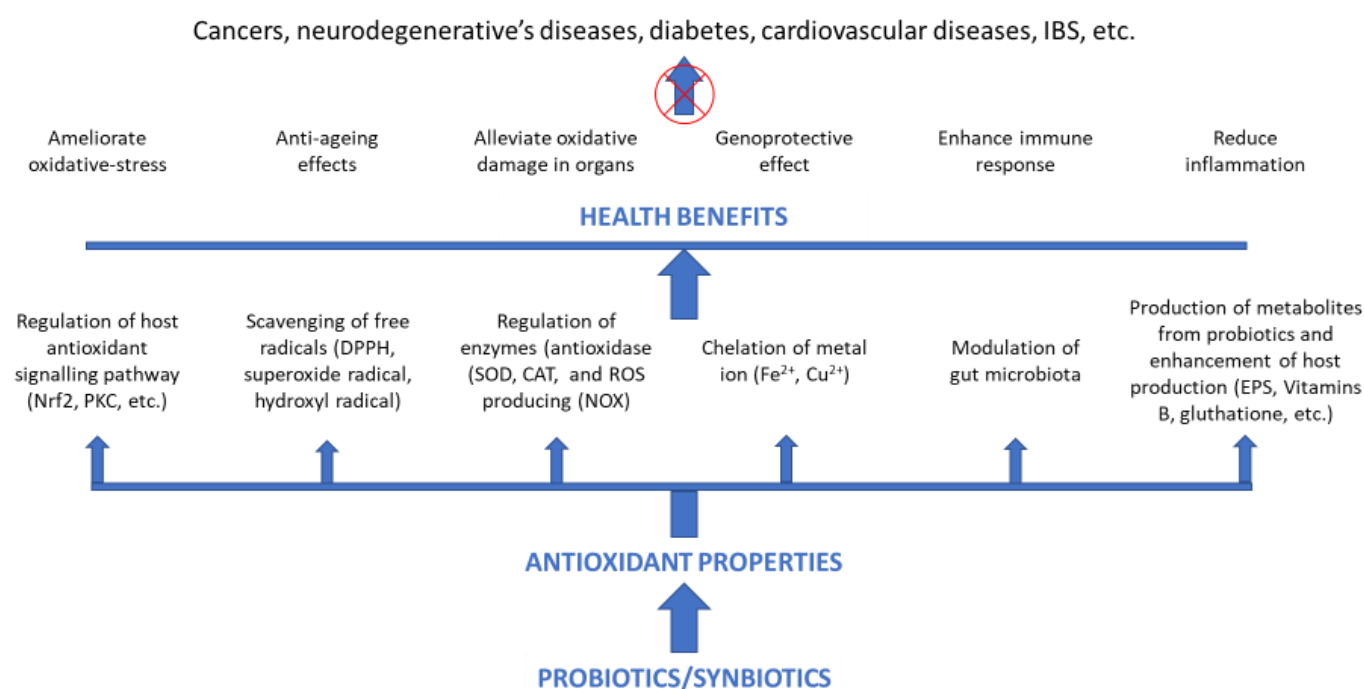 Cancers, neurodegenerative’s diseases, diabetes, cardiovascular diseases, IBS, etc.
Ameliorate
oxidative-stress
Anti-ageing
effects
Alleviate oxidative
damage in organs
Genoprotective
effect
Enhance immune
response
Reduce
inflammation
HEALTH BENEFITS
Regulation of host
antioxidant
signalling pathway
(Nrf2, PKC, etc.)
Scavenging of free
radicals (DPPH,
superoxide radical,
hydroxyl radical)
Regulation of
enzymes (antioxidase
(SOD, CAT, and ROS
producing (NOX)
Chelation of metal
ion (Fe²⁺, Cu²⁺)
Modulation of
gut microbiota
Production of metabolites
from probiotics and
enhancement of host
production (EPS, Vitamins
B, gluthatione, etc.)
ANTIOXIDANT PROPERTIES
PROBIOTICS/SYNBIOTICS